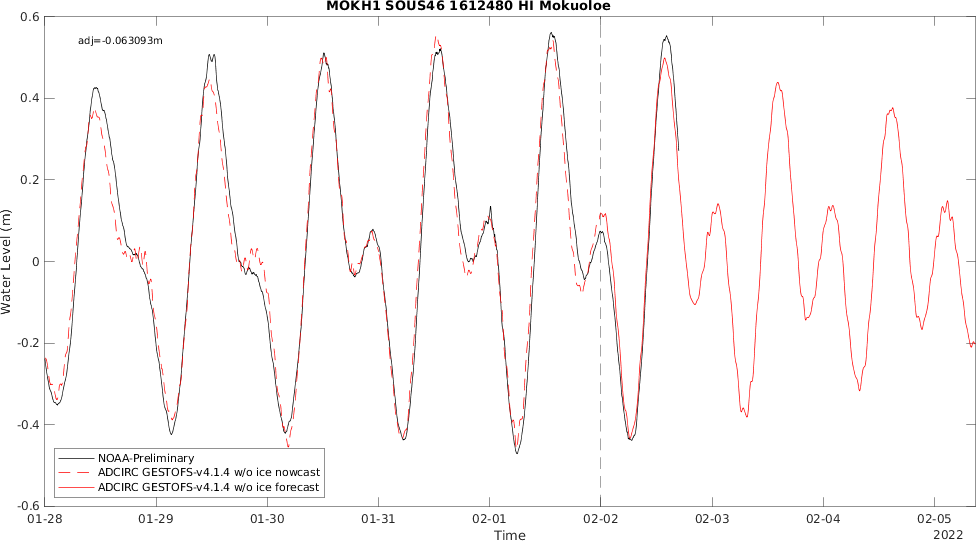 MOKH1 SOUS46 1612480 HI Mokuoloe
adj=-0.063093m
0.6
0.4
0.2
0
-0.2
-0.4
-0.6
Water Level (m)
NOAA-Preliminary
ADCIRC GESTOFS-v4.1.4 w/o ice nowcast
ADCIRC GESTOFS-v4.1.4 w/o ice forecast
01-28 01-29 01-30 01-31 02-01 02-02 02-03 02-04 02-05
Time
2022